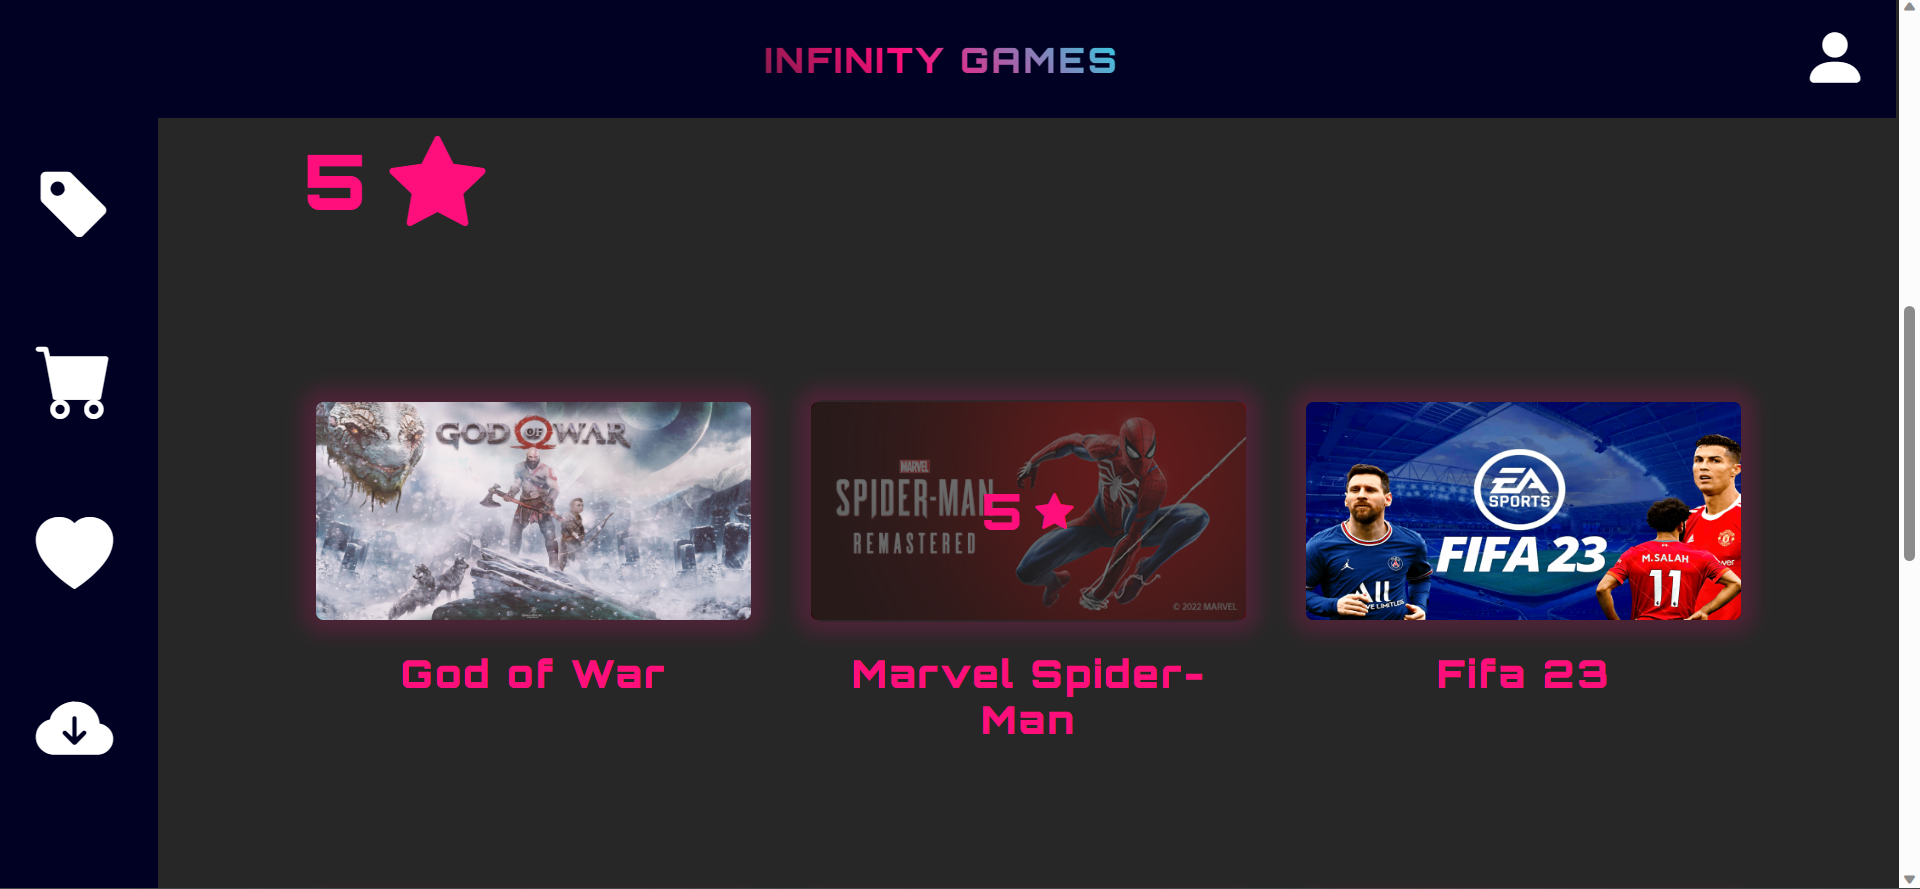 INFINITY GAMES
5
GOD OF WAR
MARVEL
SPIDER-MAN
REMASTERED
5
© 2022 MARVEL
EA
SPORTS
FIFA 23
M.SALAH
11
God of War
Marvel Spider-
Man
Fifa 23